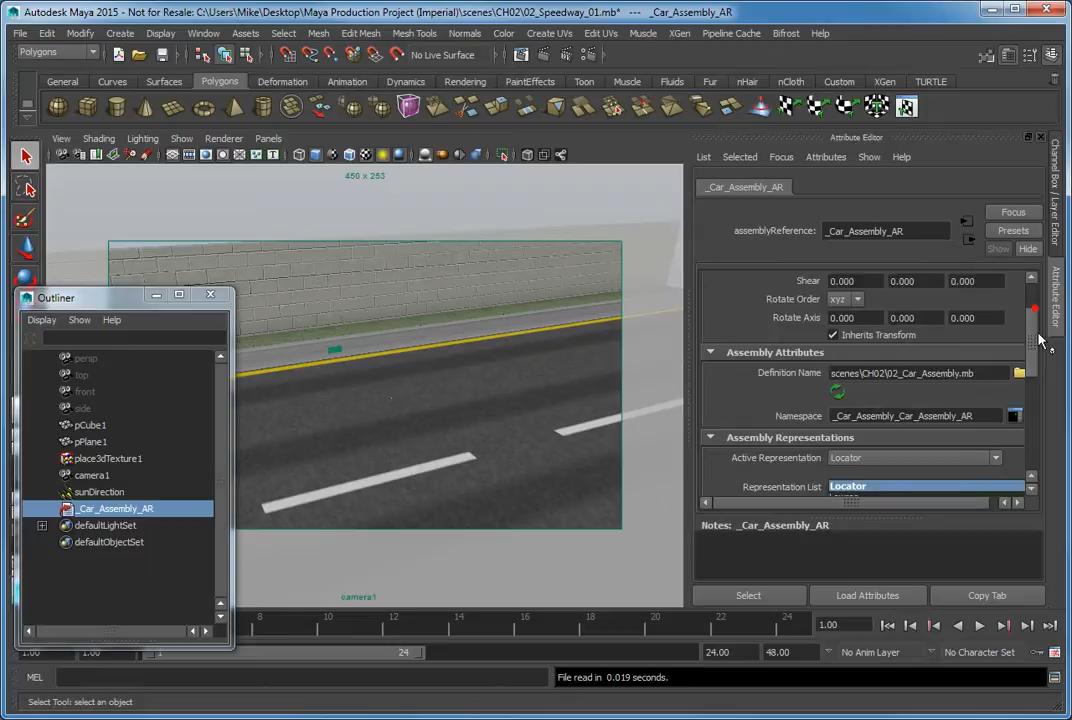 Autodesk Maya 2015 - Not for Resale: C:\Users\Mike\Desktop\Maya Production Project (Imperial)\scenes\CH02\02_Speedway_01.mb* --- _Car_Assembly_AR
File Edit Modify Create Display Window Assets Select Mesh Edit Mesh Mesh Tools Normals Color Create UVs Edit UVs Muscle XGen Pipeline Cache Bifrost Help
Polygons
No Live Surface
General Curves Surfaces Polygons Deformation Animation Dynamics Rendering PaintEffects Toon Muscle Fluids Fur nHair nCloth Custom XGen TURTLE
View Shading Lighting Show Renderer Panels
450 x 253
camera1
Outliner
Display Show Help
persp
top
front
side
pCube1
pPlane1
place3dTexture1
camera1
sunDirection
_Car_Assembly_AR
defaultLightSet
defaultObjectSet
Attribute Editor
List Selected Focus Attributes Show Help
_Car_Assembly_AR
Focus
assemblyReference: _Car_Assembly_AR
Presets
Show Hide
Shear 0.000 0.000 0.000
Rotate Order xyz
Rotate Axis 0.000 0.000 0.000
Inherits Transform
Assembly Attributes
Definition Name scenes\CH02\02_Car_Assembly.mb
Namespace _Car_Assembly_Car_Assembly_AR
Assembly Representations
Active Representation Locator
Representation List Locator
Notes: _Car_Assembly_AR
Select Load Attributes Copy Tab
Channel Box / Layer Editor
Attribute Editor
8 10 12 14 16 18 20 22 24
1.00
1.00 1.00 1 24 24.00 48.00 No Anim Layer No Character Set
MEL
File read in 0.019 seconds.
Select Tool: select an object